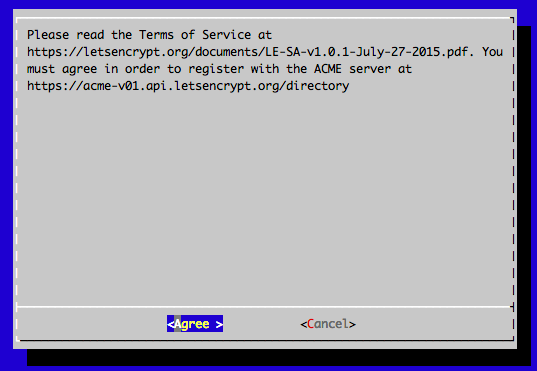 Please read the Terms of Service at
https://letsencrypt.org/documents/LE-SA-v1.0.1-July-27-2015.pdf. You
must agree in order to register with the ACME server at
https://acme-v01.api.letsencrypt.org/directory
<Agree > <Cancel>